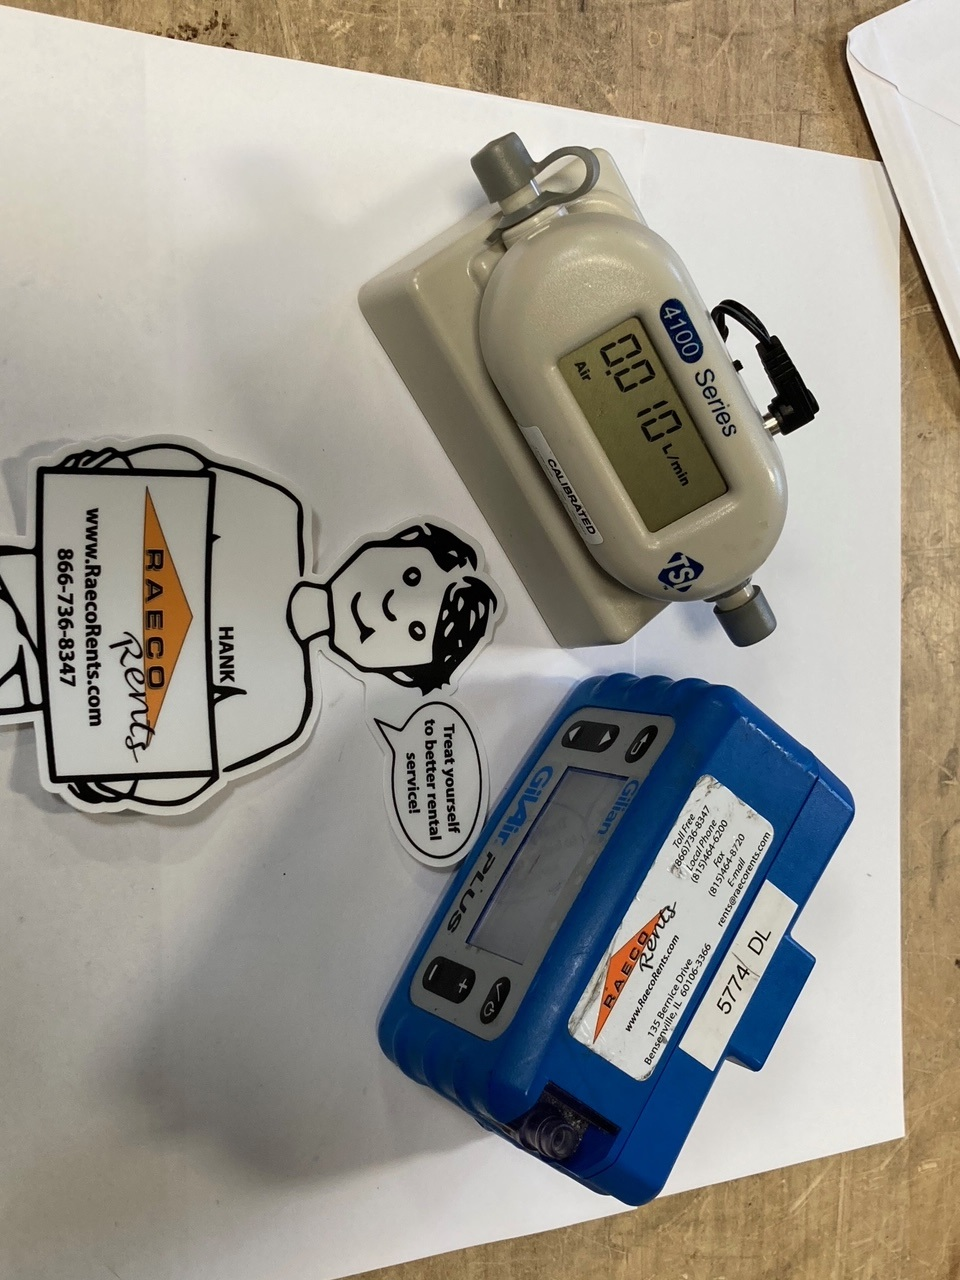 4100 Series
0.010 L/min
Air
CALIBRATED
TSI
HANK
RAECO
Rents
www.RaecoRents.com
866-736-8347
Treat yourself
to better rental
service!
Gilian
GilAir PLUS
Toll Free
(866)736-8347
Local Phone
(815)464-6200
Fax
(815)464-8720
E-mail
rents@raecorents.com
RAECO
Rents
www.RaecoRents.com
135 Bernice Drive
Bensenville, IL 60106-3366
5774 DL